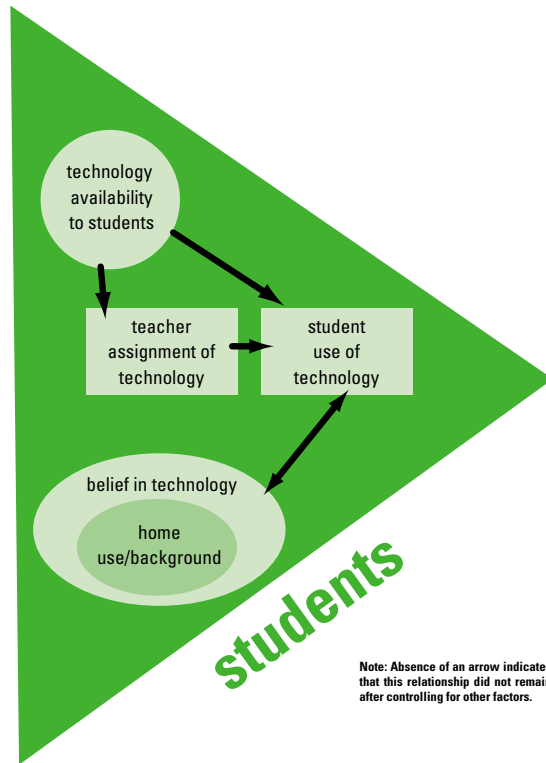 technology
availability
to students
teacher
assignment of
technology
student
use of
technology
belief in technology
home
use/background
students
Note: Absence of an arrow indicate
that this relationship did not remai
after controlling for other factors.